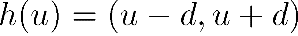 h(u) = (u − d, u + d)